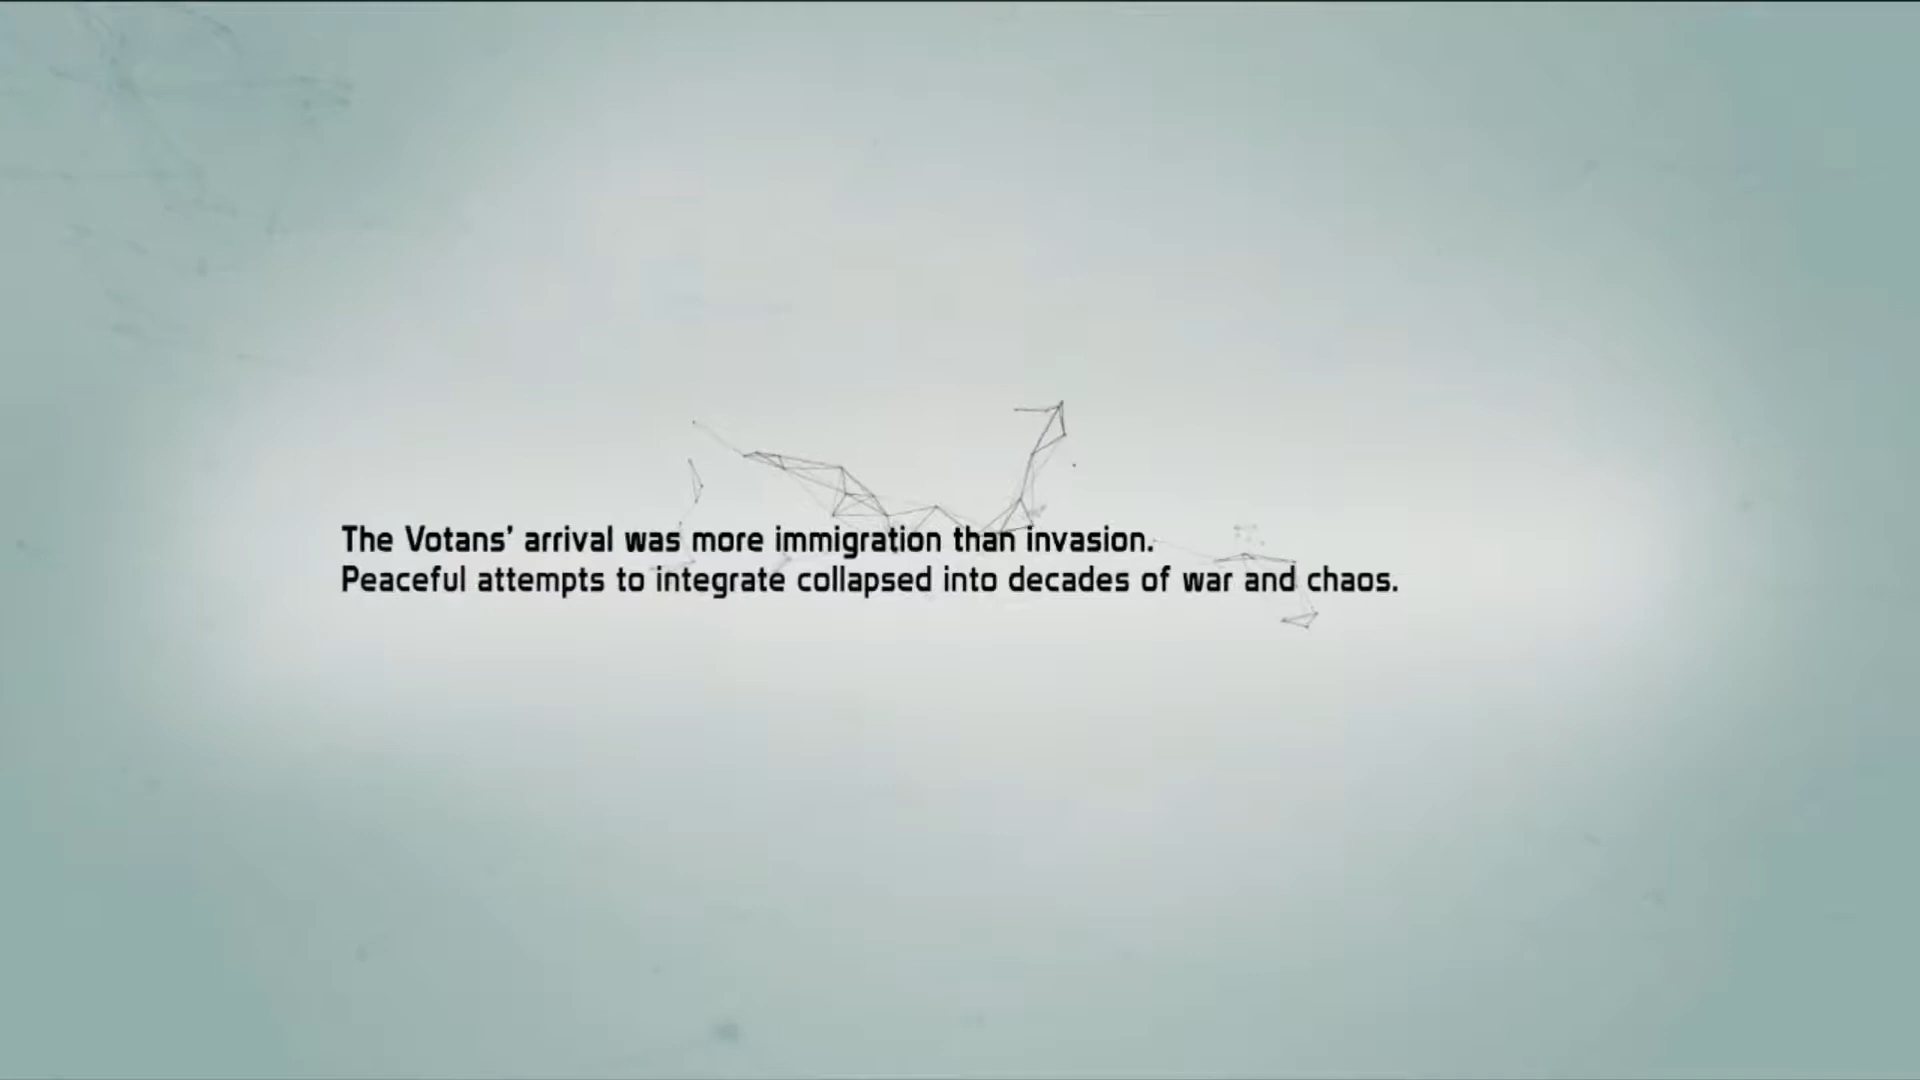 The Votans’ arrival was more immigration than invasion.
Peaceful attempts to integrate collapsed into decades of war and chaos.